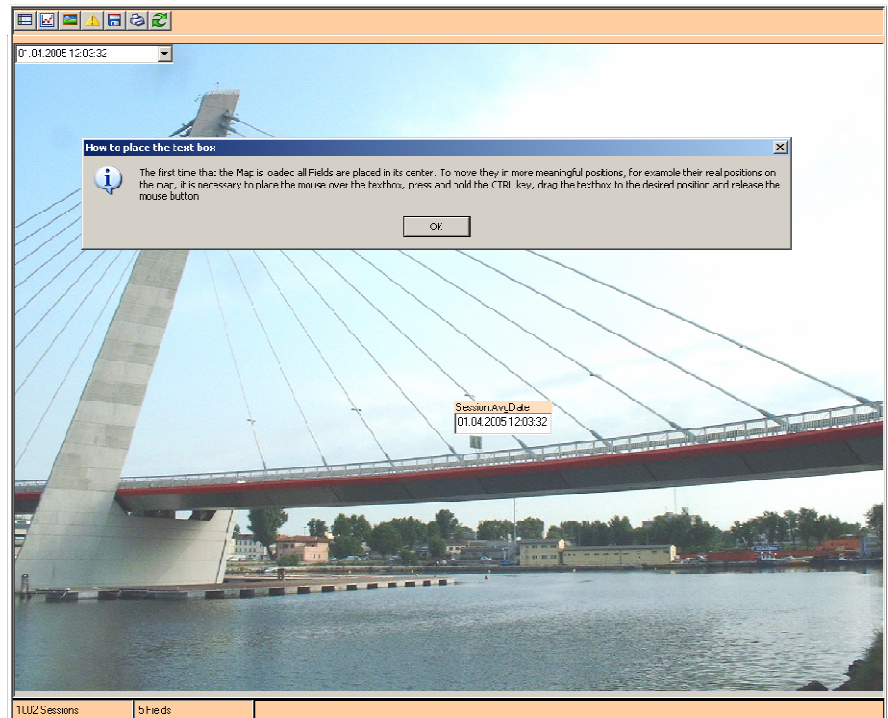 01.04.2005 12:03:32
How to place the text box
The first time that the Map is loaded all Fields are placed in its center. To move they in more meaningful positions, for example their real positions on
the map, it is necessary to place the mouse over the textbox, press and hold the CTRL key, drag the textbox to the desired position and release the
mouse button
OK
Session:AvgDate
01.04.2005 12:03:32
1002 Sessions
5 Fields